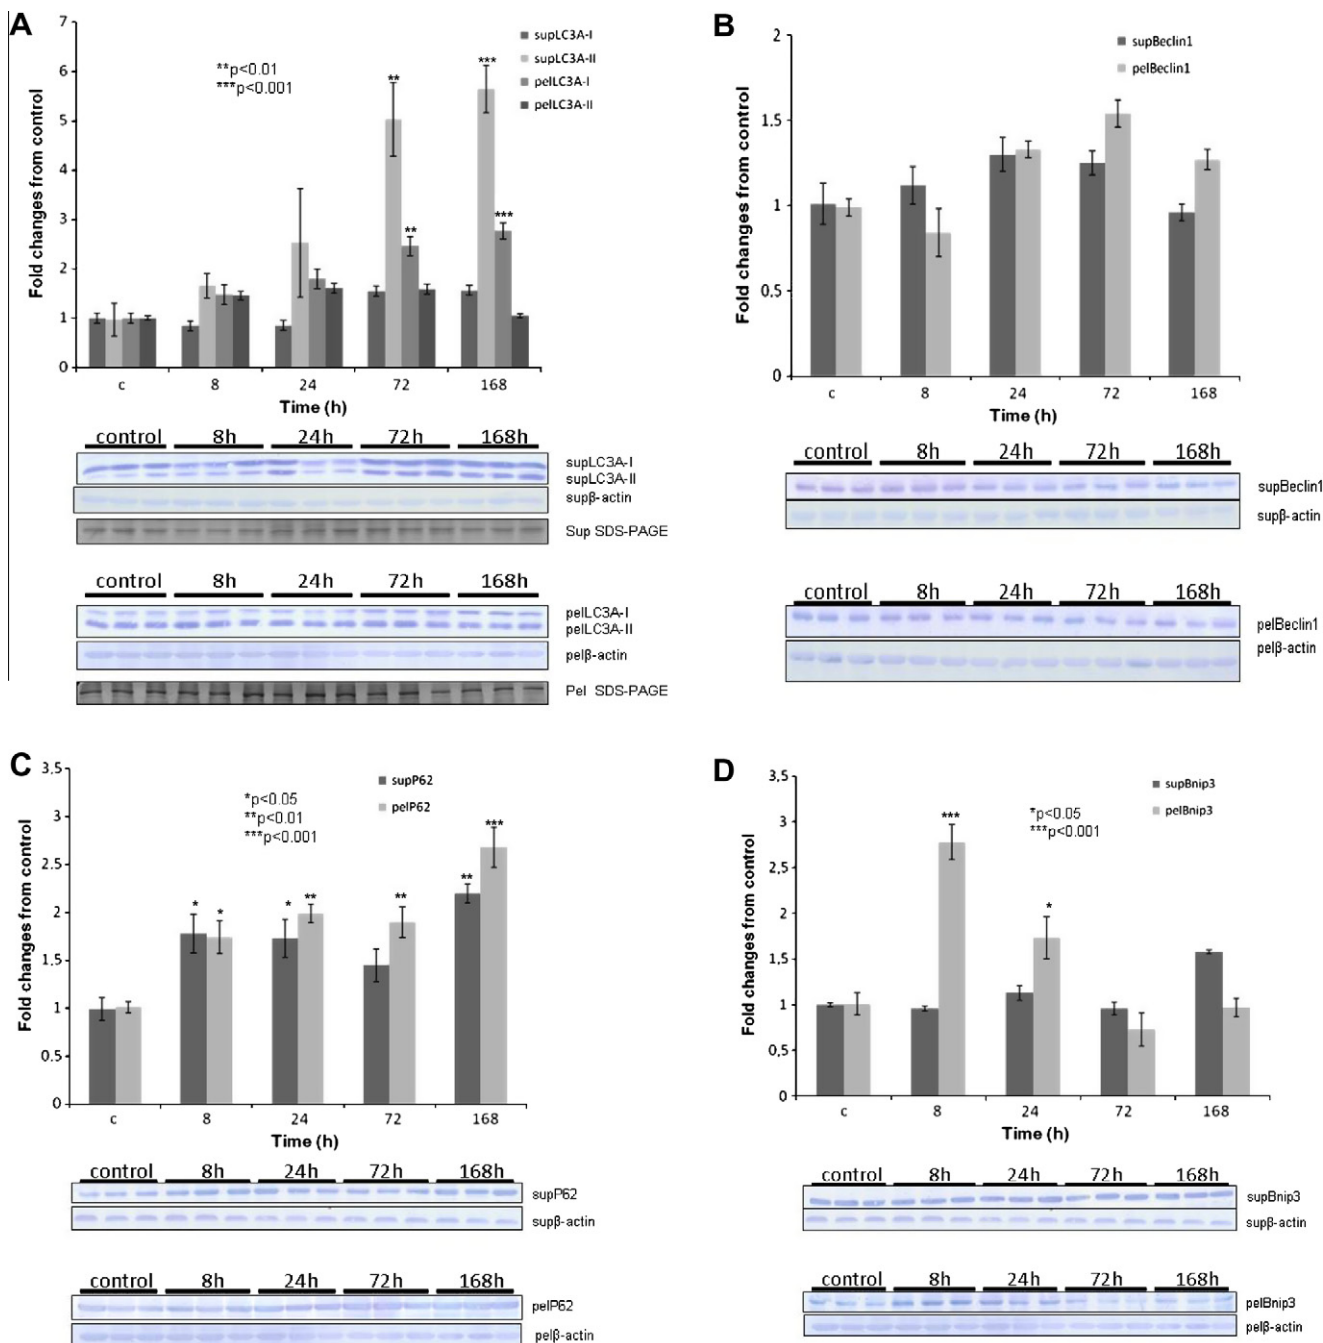 A
Fold changes from control
7
6
5
4
3
2
1
0
**p<0.01
***p<0.001
supLC3A-I
supLC3A-II
pelLC3A-I
pelLC3A-II
**
**
***
***
c 8 24 72 168
Time (h)
control 8h 24h 72h 168h
supLC3A-I
supLC3A-II
supβ-actin
Sup SDS-PAGE
control 8h 24h 72h 168h
pelLC3A-I
pelLC3A-II
pelβ-actin
Pel SDS-PAGE
B
Fold changes from control
2
1.5
1
0.5
0
supBeclin1
pelBeclin1
c 8 24 72 168
Time (h)
control 8h 24h 72h 168h
supBeclin1
supβ-actin
control 8h 24h 72h 168h
pelBeclin1
pelβ-actin
C
Fold changes from control
3.5
3
2.5
2
1.5
1
0.5
0
*p<0.05
**p<0.01
***p<0.001
supP62
pelP62
* * * ** ** ** ***
c 8 24 72 168
Time (h)
control 8h 24h 72h 168h
supP62
supβ-actin
control 8h 24h 72h 168h
pelP62
pelβ-actin
D
Fold changes from control
3,5
3
2,5
2
1,5
1
0,5
0
***
*
*p<0.05
***p<0.001
supBnip3
pelBnip3
c 8 24 72 168
Time (h)
control 8h 24h 72h 168h
supBnip3
supβ-actin
control 8h 24h 72h 168h
pelBnip3
pelβ-actin